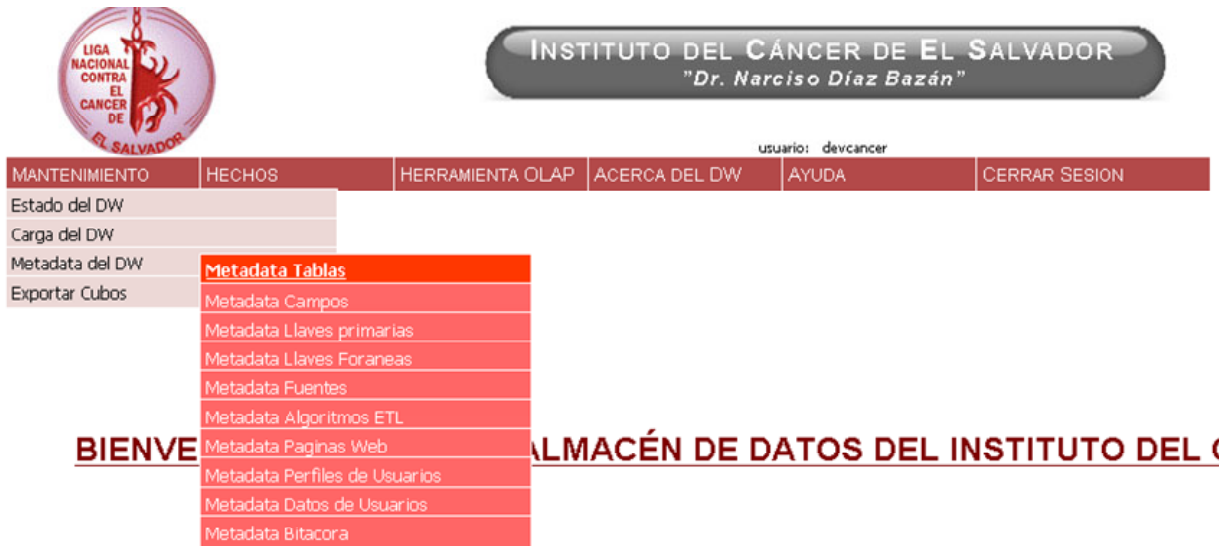 LIGA
NACIONAL
CONTRA
EL
CANCER
DE
EL SALVADOR
INSTITUTO DEL CÁNCER DE EL SALVADOR
"Dr. Narciso Díaz Bazán"
usuario: devcancer
MANTENIMIENTO HECHOS HERRAMIENTA OLAP ACERCA DEL DW AYUDA CERRAR SESION
Estado del DW
Carga del DW
Metadata del DW
Exportar Cubos
Metadata Tablas
Metadata Campos
Metadata Llaves primarias
Metadata Llaves Foraneas
Metadata Fuentes
Metadata Algoritmos ETL
Metadata Paginas Web
Metadata Perfiles de Usuarios
Metadata Datos de Usuarios
Metadata Bitacora
BIENVE ALMACÉN DE DATOS DEL INSTITUTO DEL